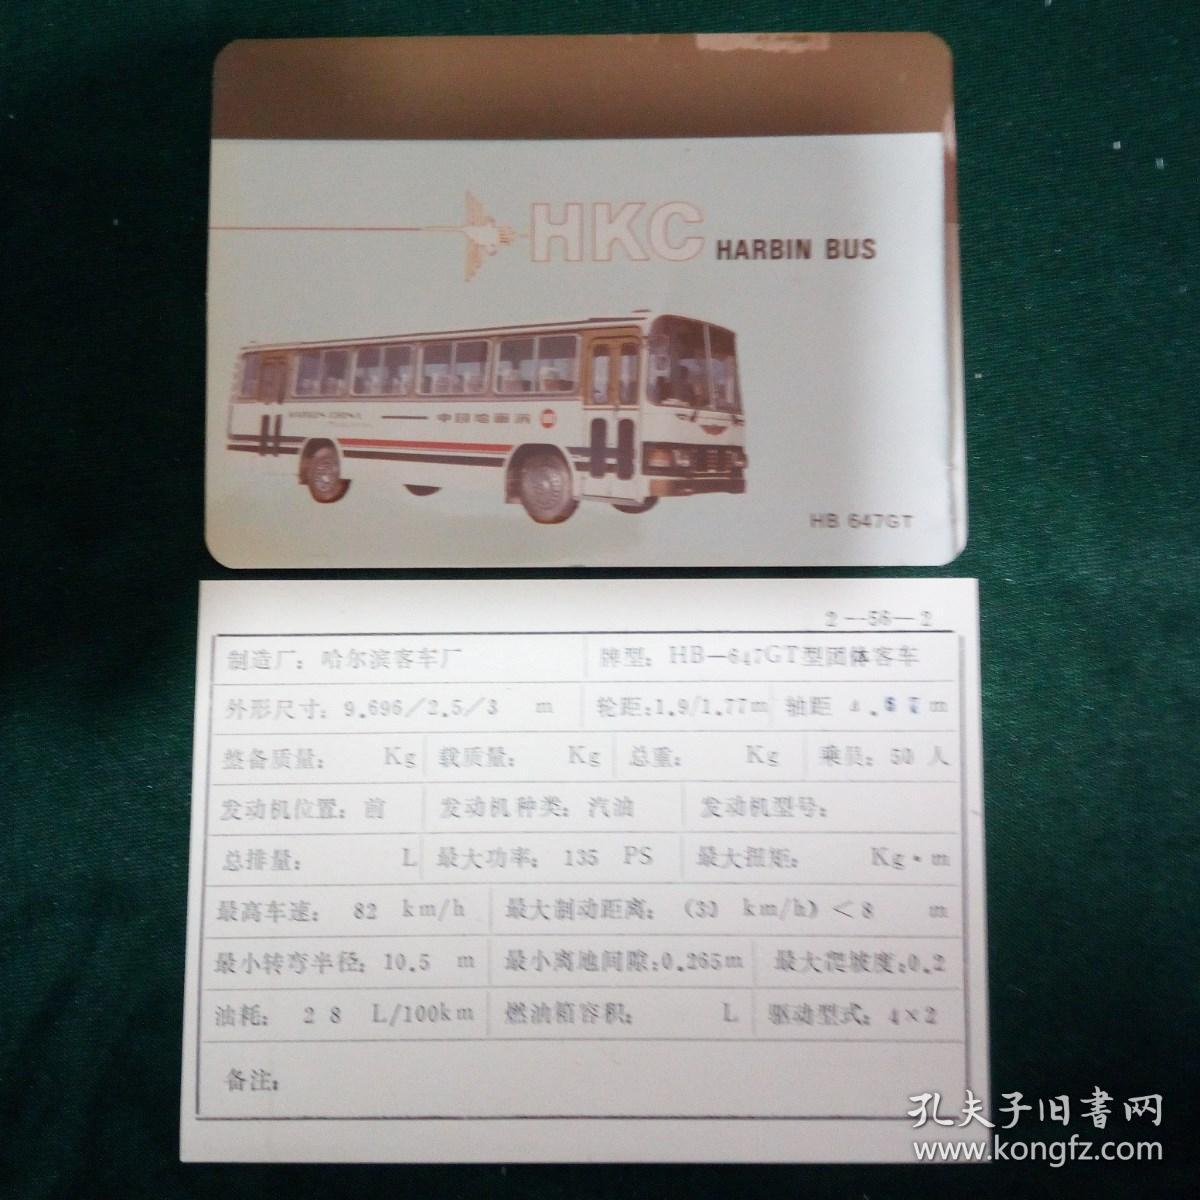 HKC HARBIN BUS
中国哈尔滨
HB 647GT
2—58—2
制造厂：哈尔滨客车厂 牌型：HB—647GT型团体客车
外形尺寸：9.696/2.5/3 m 轮距：1.9/1.77m 轴距 4.67m
整备质量： Kg 载质量： Kg 总重： Kg 乘员：50 人
发动机位置：前 发动机种类：汽油 发动机型号：
总排量： L 最大功率：135 PS 最大扭矩： Kg·m
最高车速：82 km/h 最大制动距离：(30 km/h)＜8 m
最小转弯半径：10.5 m 最小离地间隙：0.265m 最大爬坡度：0.2
油耗：28 L/100km 燃油箱容积： L 驱动型式：4×2
备注：
孔夫子旧書网
www.kongfz.com